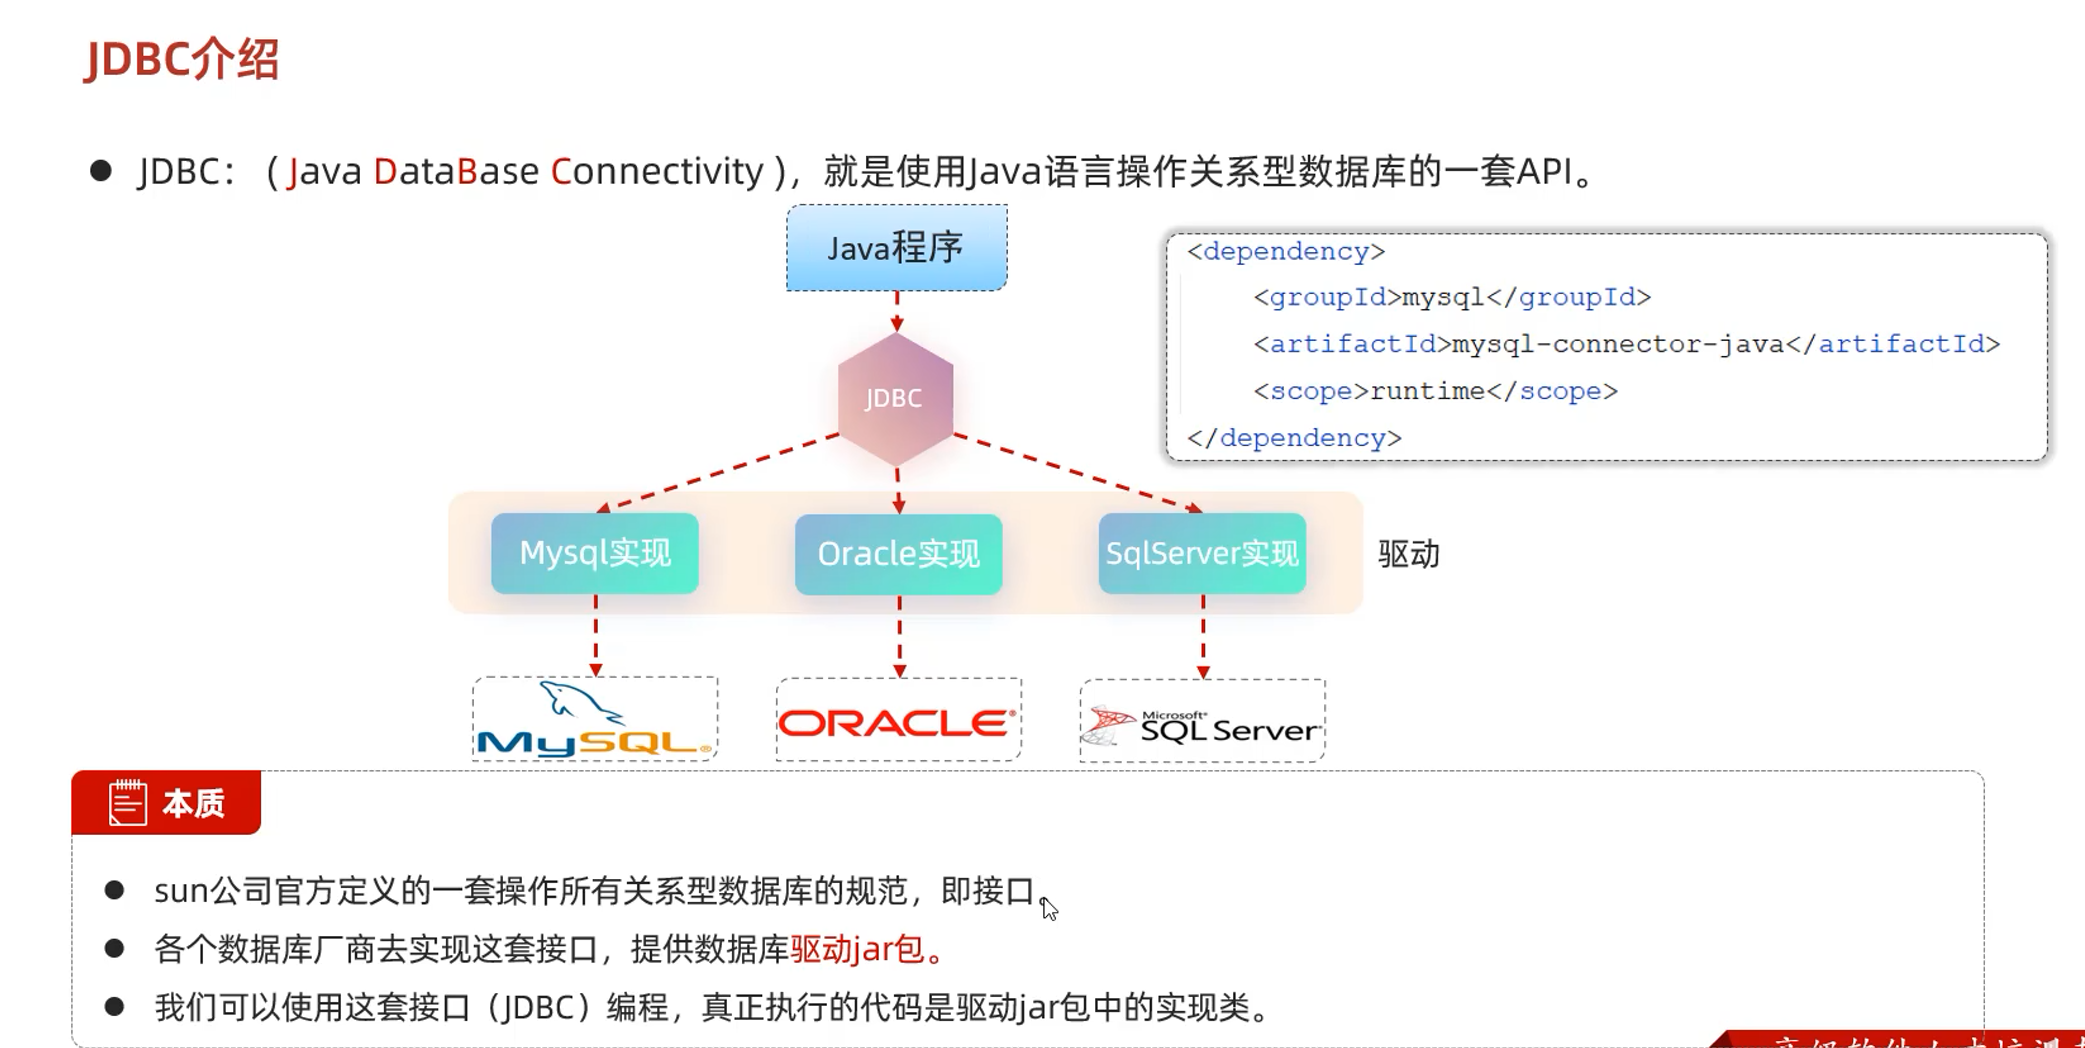 JDBC介绍
JDBC：（Java DataBase Connectivity），就是使用Java语言操作关系型数据库的一套API。
Java程序
<dependency>
<groupId>mysql</groupId>
<artifactId>mysql-connector-java</artifactId>
<scope>runtime</scope>
</dependency>
JDBC
Mysql实现
Oracle实现
SqlServer实现
驱动
MySQL®
ORACLE®
Microsoft®
SQL Server®
本质
sun公司官方定义的一套操作所有关系型数据库的规范，即接口。
各个数据库厂商去实现这套接口，提供数据库驱动jar包。
我们可以使用这套接口（JDBC）编程，真正执行的代码是驱动jar包中的实现类。